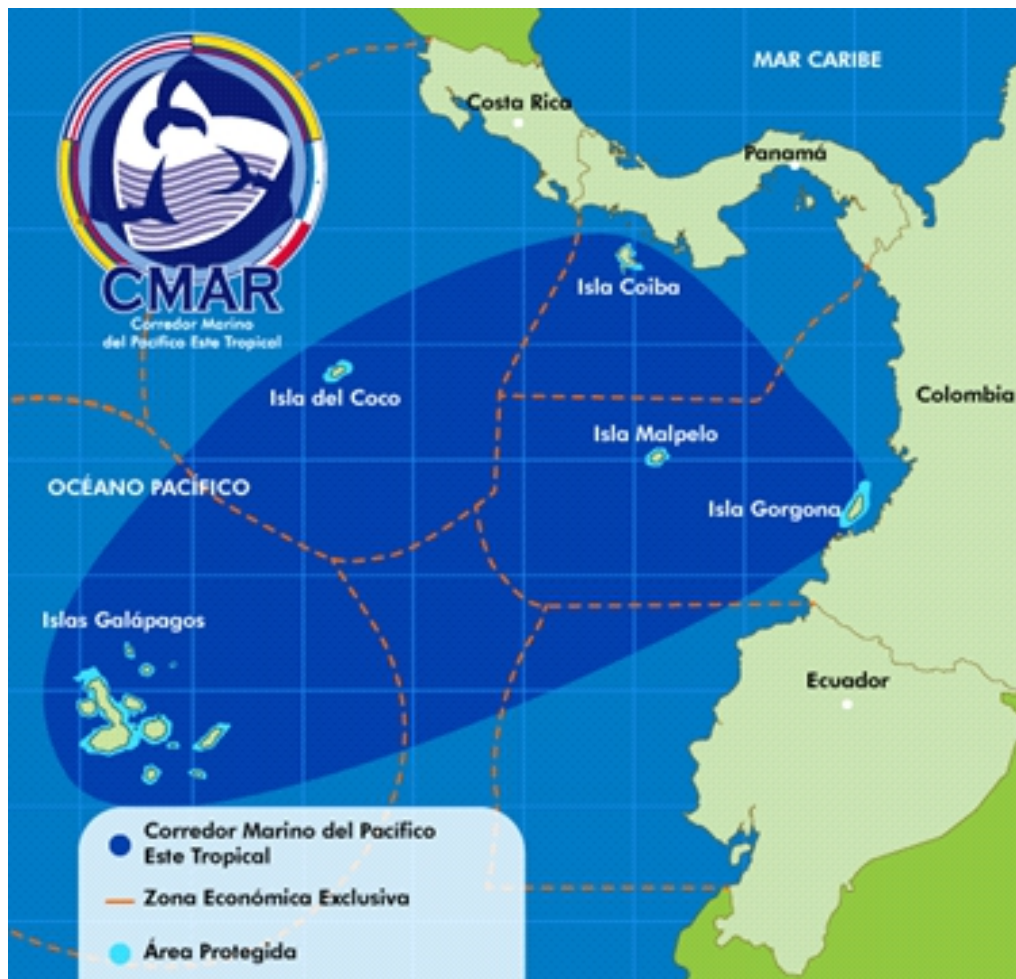 MAR CARIBE
Costa Rica
Panamá
CMAR
Corredor Marino
del Pacífico Este Tropical
Isla Coiba
Isla del Coco
Colombia
Isla Malpelo
OCÉANO PACÍFICO
Isla Gorgona
Islas Galápagos
Ecuador
Corredor Marino del Pacífico
Este Tropical
Zona Económica Exclusiva
Área Protegida